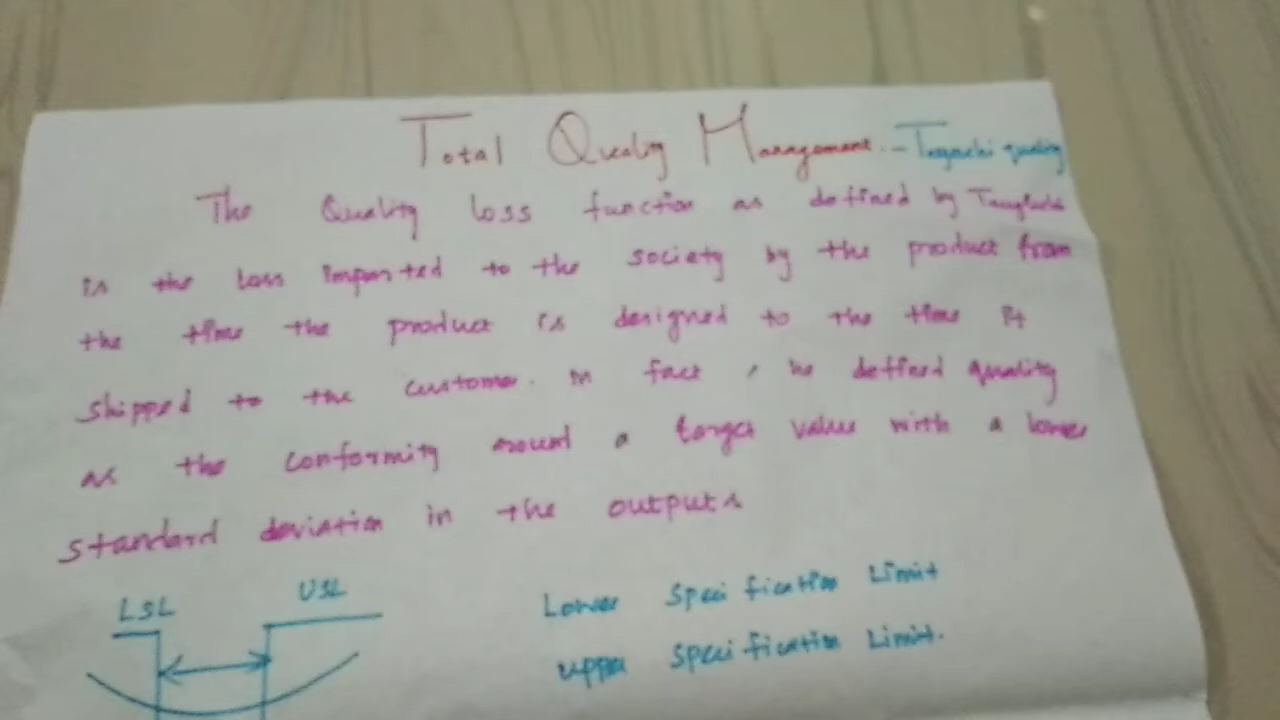 Total Quality Management - Taguchi quality
The Quality loss function as defined by Taughchi
is the loss imparted to the society by the product from
the time the product is designed to the time it
shipped to the customer. In fact, he defined quality
as the conformity around a target value with a lower
standard deviation in the outputs
LSL USL
Lower Specification Limit
Upper Specification Limit.